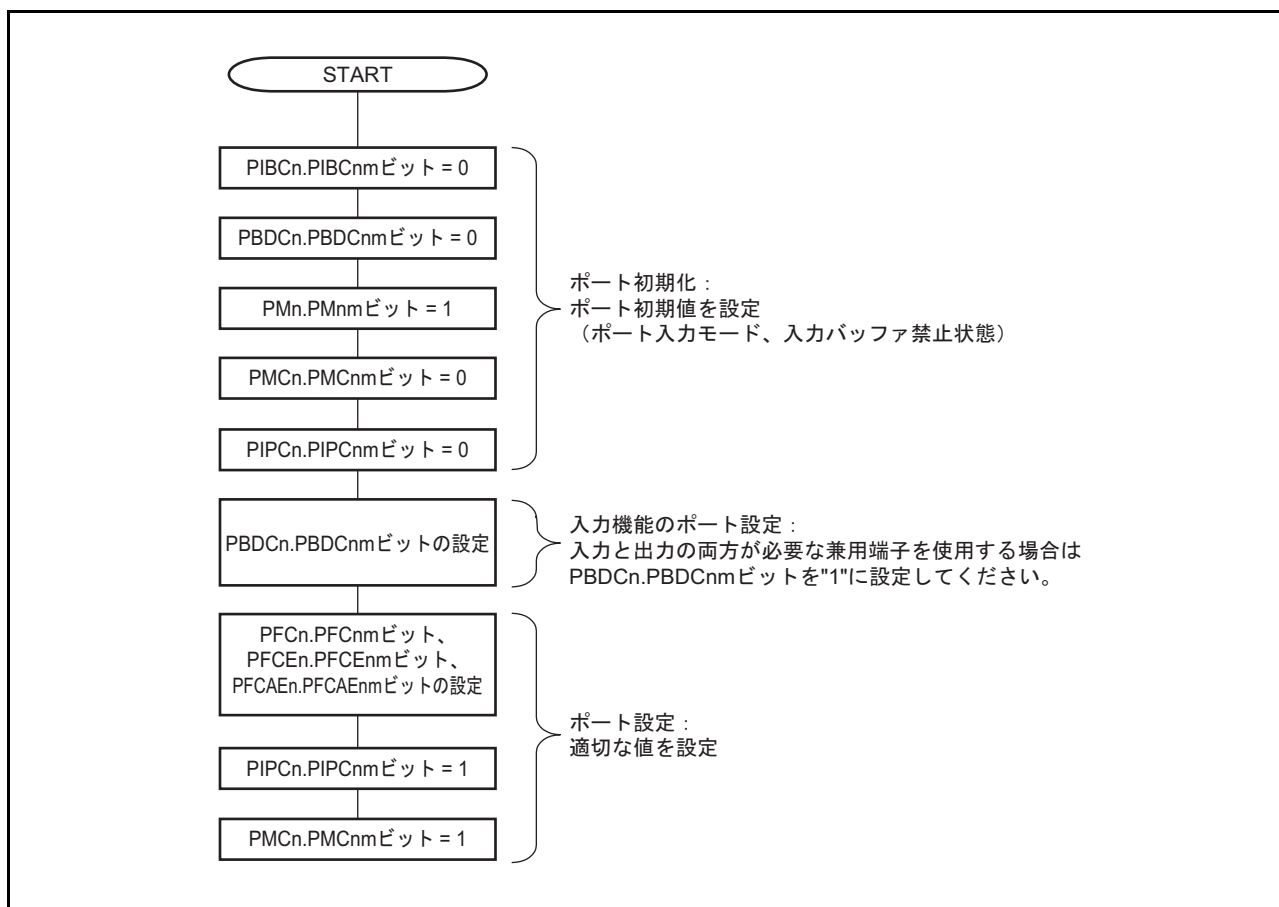 START
PIBCn.PIBCnmビット = 0
PBDCn.PBDCnmビット = 0
PMn.PMnmビット = 1
PMCn.PMCnmビット = 0
PIPCn.PIPCnmビット = 0
ポート初期化：
ポート初期値を設定
（ポート入力モード、入力バッファ禁止状態）
PBDCn.PBDCnmビットの設定
入力機能のポート設定：
入力と出力の両方が必要な兼用端子を使用する場合は
PBDCn.PBDCnmビットを"1"に設定してください。
PFCn.PFCnmビット、
PFCEn.PFCEnmビット、
PFCAEn.PFCAEnmビットの設定
PIPCn.PIPCnmビット = 1
PMCn.PMCnmビット = 1
ポート設定：
適切な値を設定